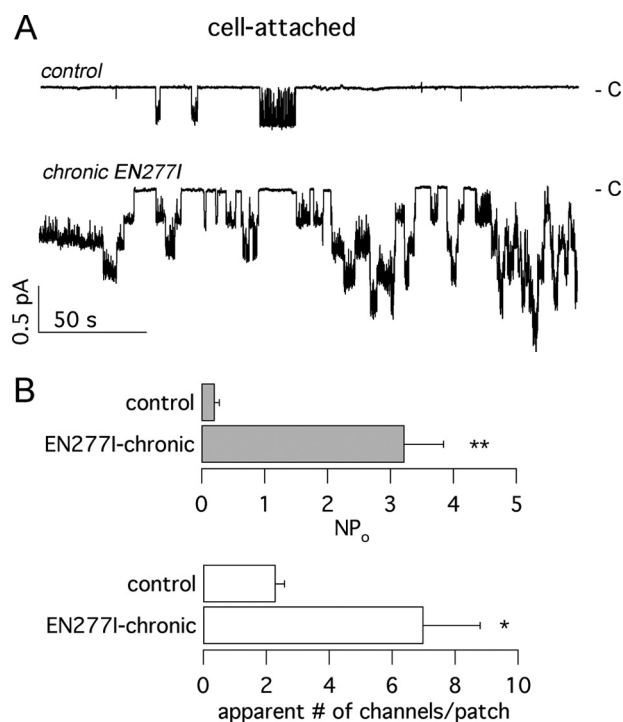 A
cell-attached
control
- C
chronic EN277I
- C
0.5 pA
50 s
B
control
EN277I-chronic
**
0 1 2 3 4 5
NPo
control
EN277I-chronic
*
0 2 4 6 8 10
apparent # of channels/patch